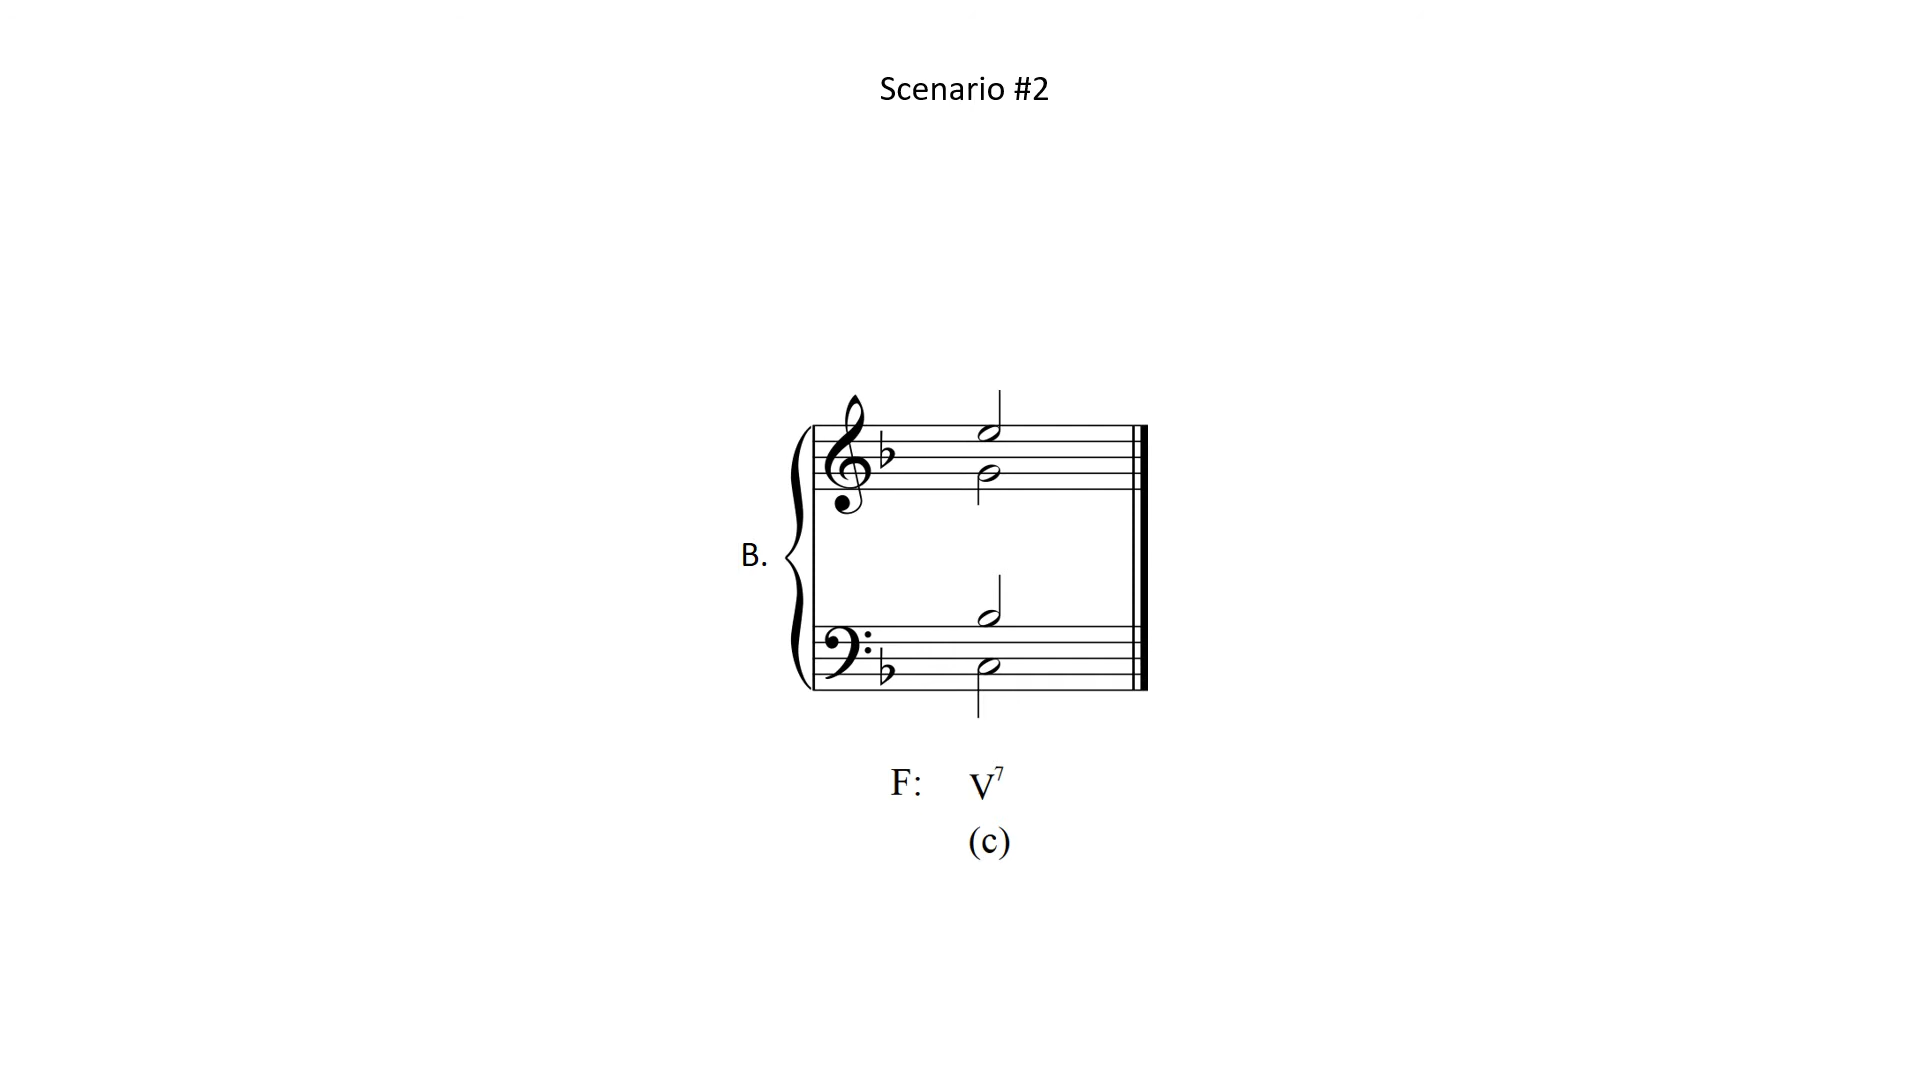 Scenario #2
B.
F: V⁷
(c)